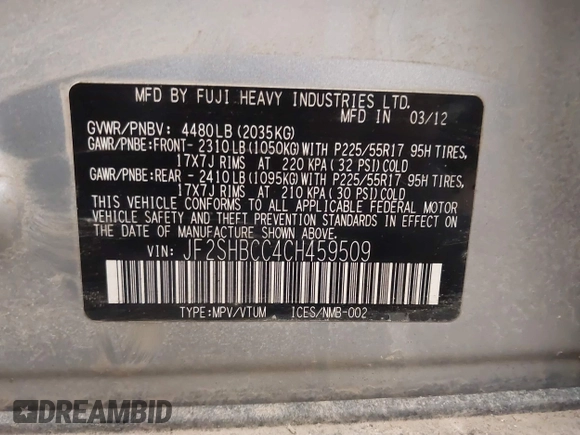 MFD BY FUJI HEAVY INDUSTRIES LTD.
MFD IN 03/12
GVWR/PNBV: 4480LB(2035KG)
GAWR/PNBE:FRONT-2310LB(1050KG)WITH P225/55R17 95H TIRES,
17X7J RIMS AT 220 KPA(32 PSI)COLD
GAWR/PNBE:REAR -2410LB(1095KG)WITH P225/55R17 95H TIRES,
17X7J RIMS AT 210 KPA(30 PSI)COLD
THIS VEHICLE CONFORMS TO ALL APPLICABLE FEDERAL MOTOR
VEHICLE SAFETY AND THEFT PREVENTION STANDARDS IN EFFECT ON
THE DATE OF MANUFACTURE SHOWN ABOVE.
VIN: JF2SHBCC4CH459509
TYPE:MPV/VTUM ICES/NMB-002
DREAMBID